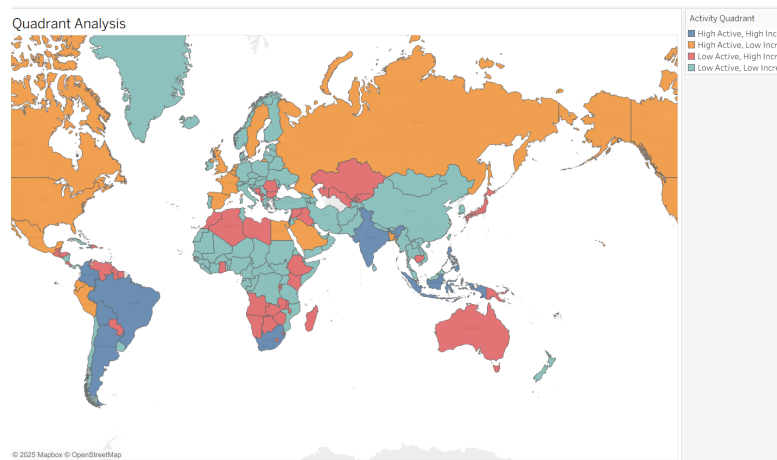 Quadrant Analysis
Activity Quadrant
High Active, High Inc
High Active, Low Incr
Low Active, High Incr
Low Active, Low Incre
© 2025 Mapbox © OpenStreetMap